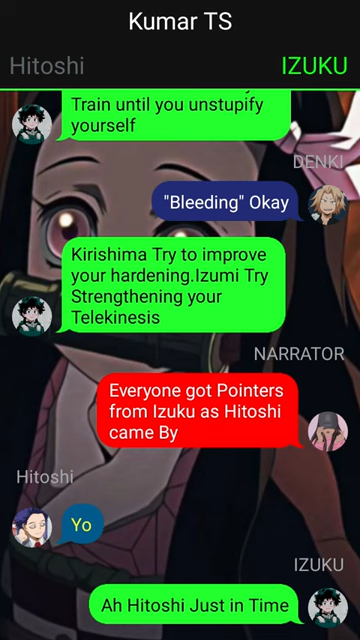 Kumar TS
Hitoshi
IZUKU
Train until you unstupify
yourself
DENKI
"Bleeding" Okay
Kirishima Try to improve
your hardening.Izumi Try
Strengthening your
Telekinesis
NARRATOR
Everyone got Pointers
from Izuku as Hitoshi
came By
Hitoshi
Yo
IZUKU
Ah Hitoshi Just in Time